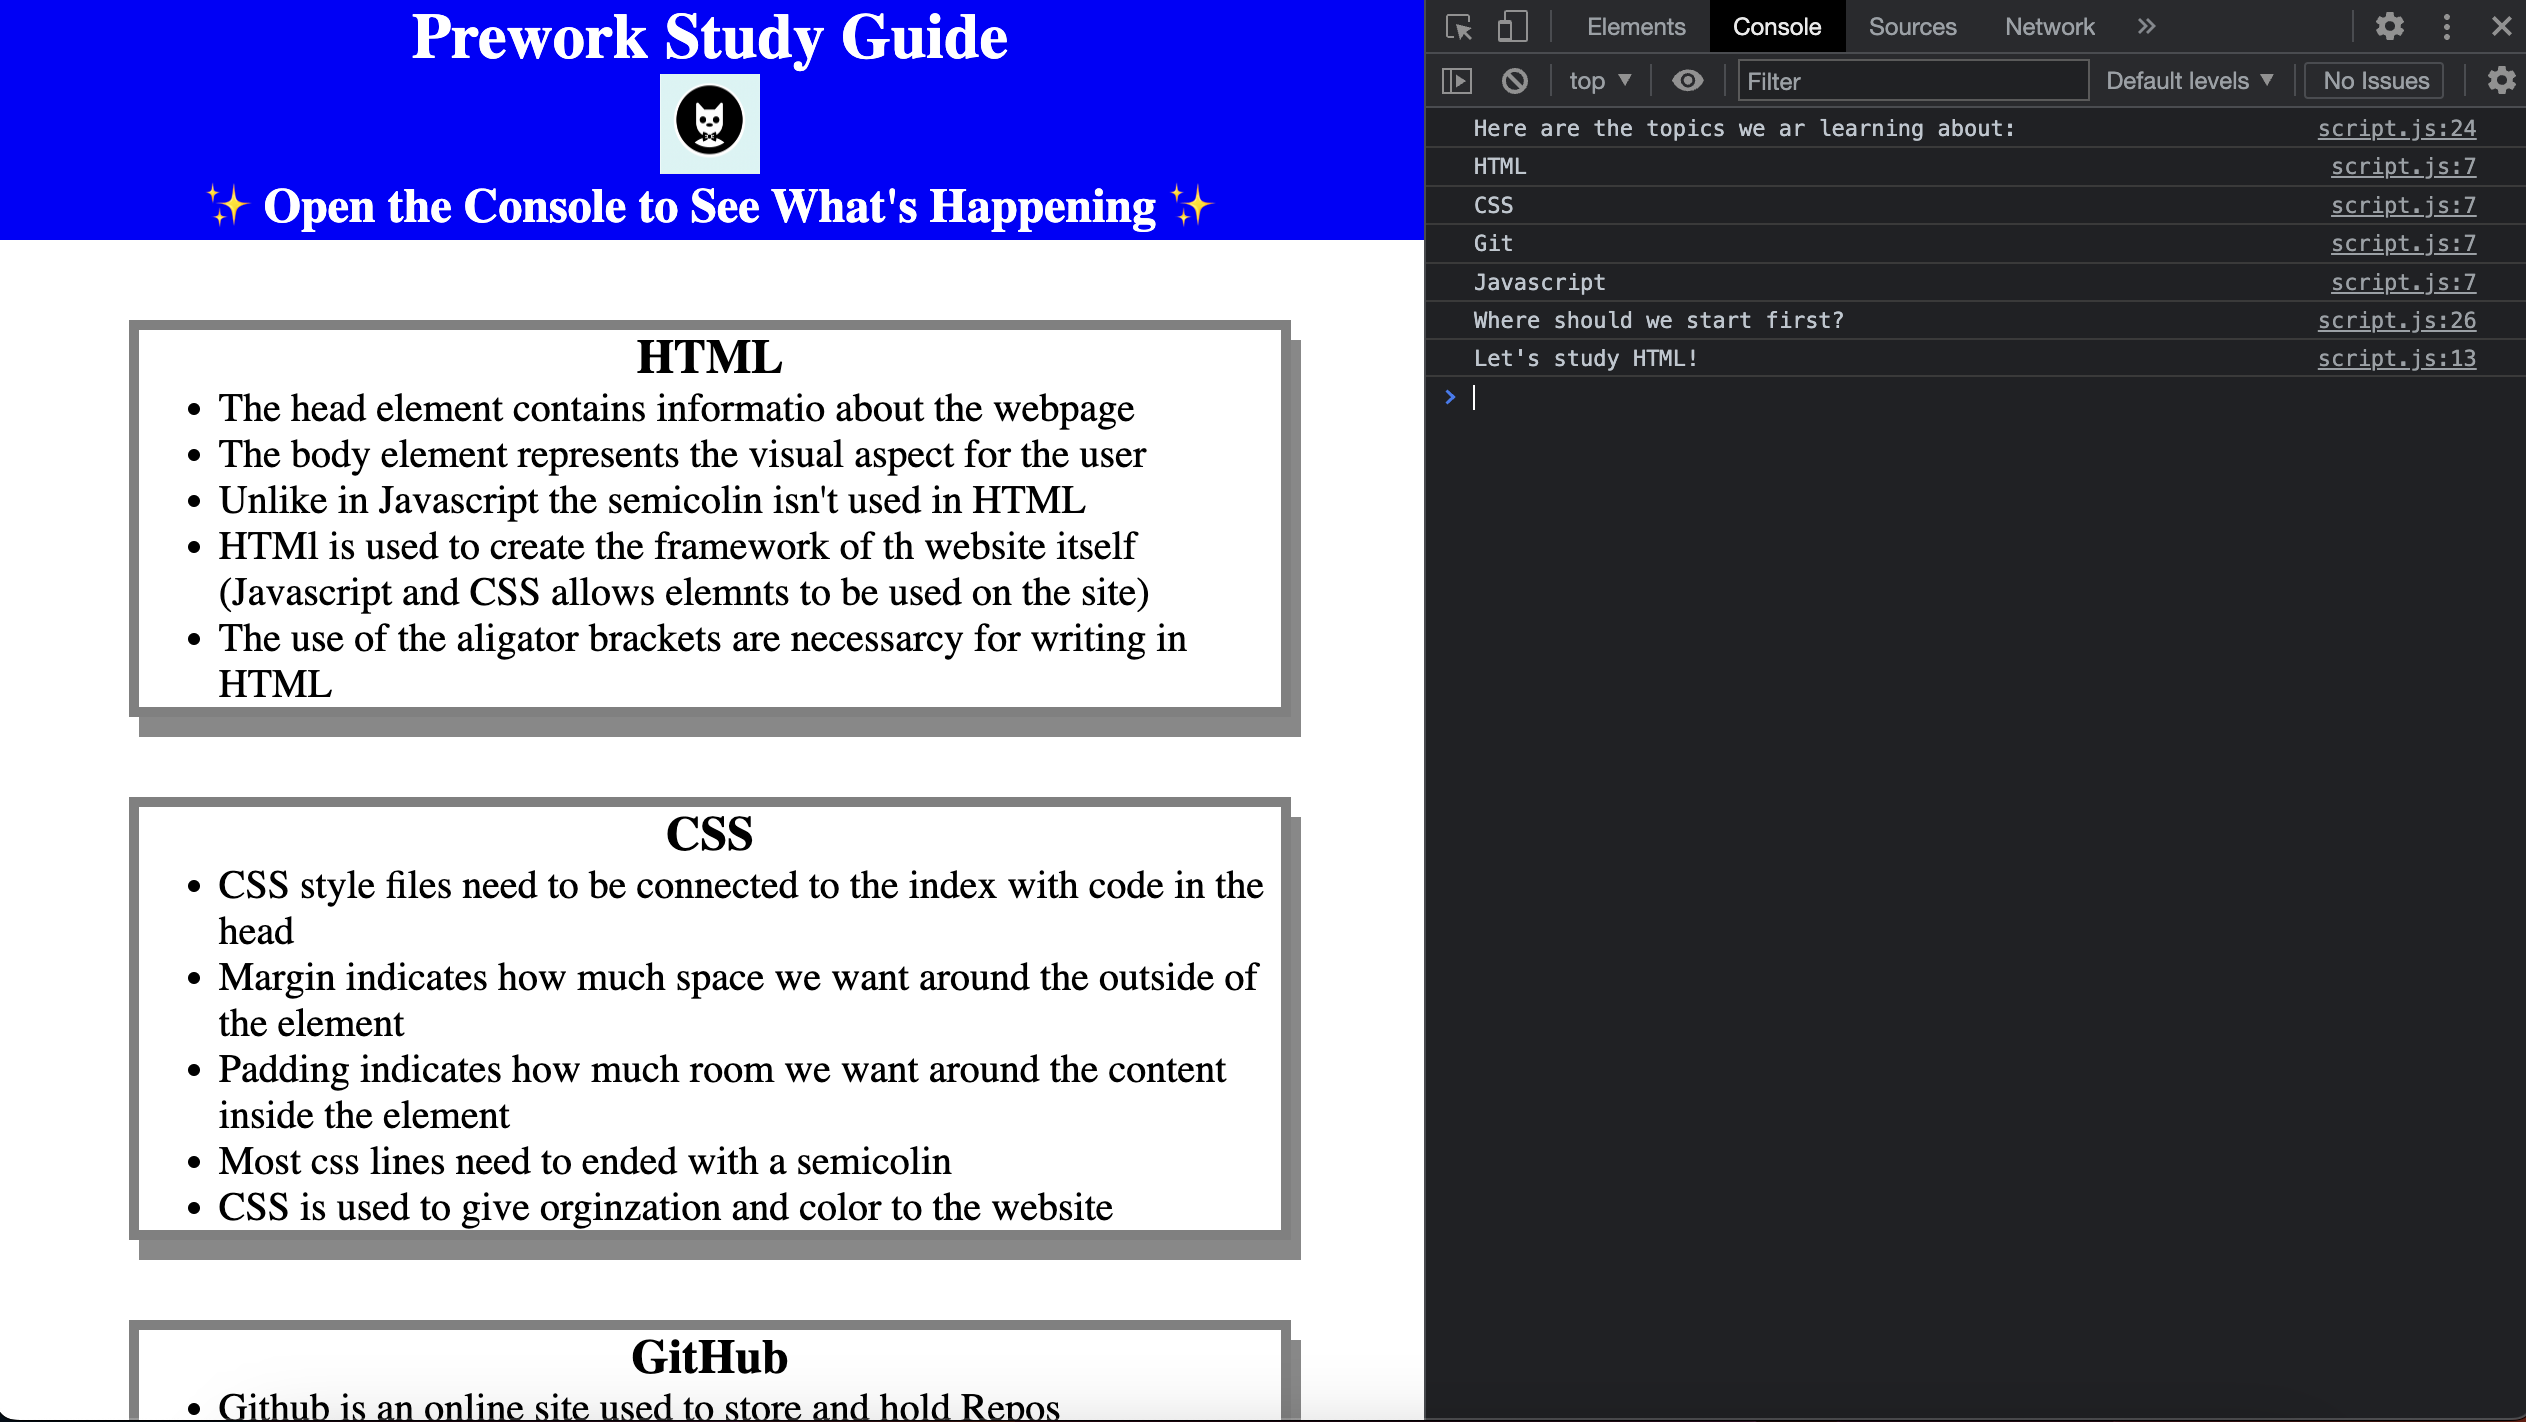 Prework Study Guide
✨ Open the Console to See What's Happening ✨
HTML
• The head element contains informatio about the webpage
• The body element represents the visual aspect for the user
• Unlike in Javascript the semicolin isn't used in HTML
• HTMl is used to create the framework of th website itself
(Javascript and CSS allows elemnts to be used on the site)
• The use of the aligator brackets are necessarcy for writing in
HTML
CSS
• CSS style files need to be connected to the index with code in the
head
• Margin indicates how much space we want around the outside of
the element
• Padding indicates how much room we want around the content
inside the element
• Most css lines need to ended with a semicolin
• CSS is used to give orginzation and color to the website
GitHub
• Github is an online site used to store and hold Repos
Elements Console Sources Network »
top ▼ Filter Default levels ▼ No Issues
Here are the topics we ar learning about: script.js:24
HTML script.js:7
CSS script.js:7
Git script.js:7
Javascript script.js:7
Where should we start first? script.js:26
Let's study HTML! script.js:13
>